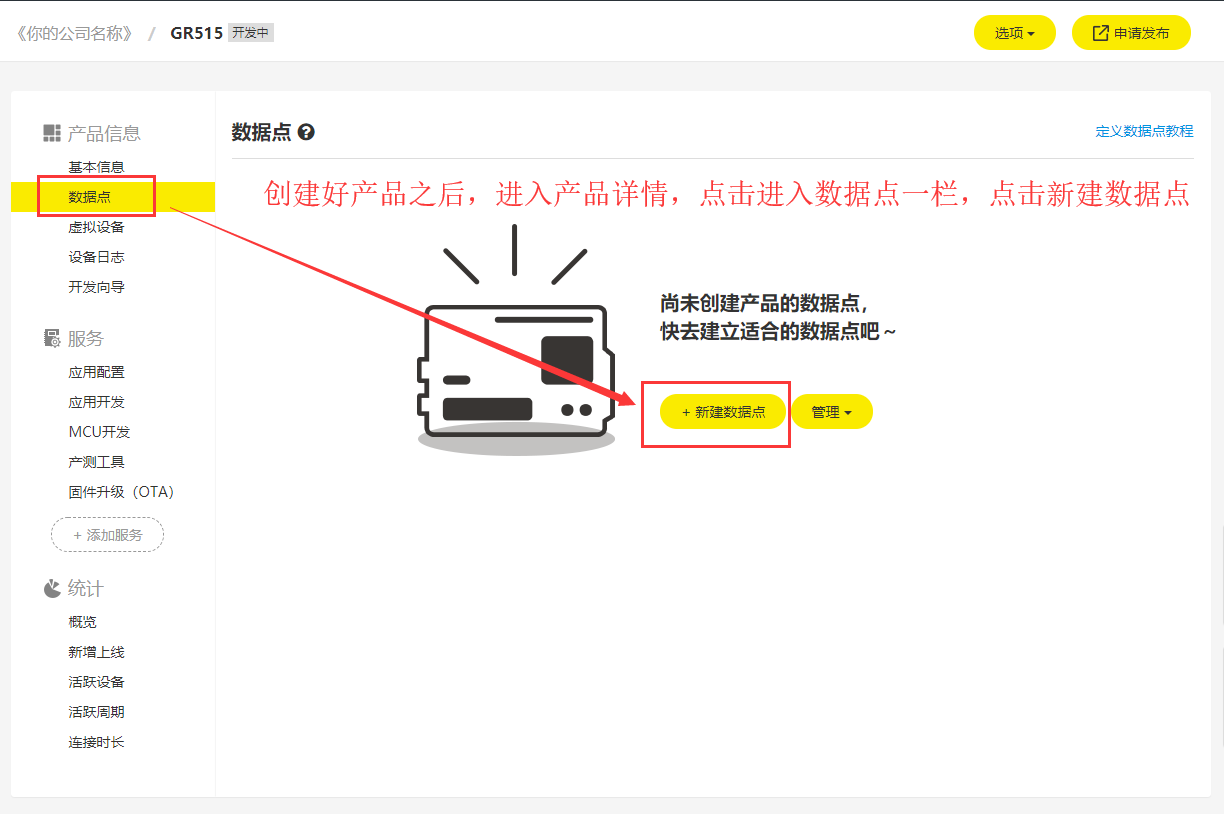 《你的公司名称》 / GR515 开发中
选项
申请发布
产品信息
基本信息
数据点
虚拟设备
设备日志
开发向导
服务
应用配置
应用开发
MCU开发
产测工具
固件升级（OTA）
+ 添加服务
统计
概览
新增上线
活跃设备
活跃周期
连接时长
数据点 ?
定义数据点教程
创建好产品之后，进入产品详情，点击进入数据点一栏，点击新建数据点
尚未创建产品的数据点，
快去建立适合的数据点吧～
+ 新建数据点
管理